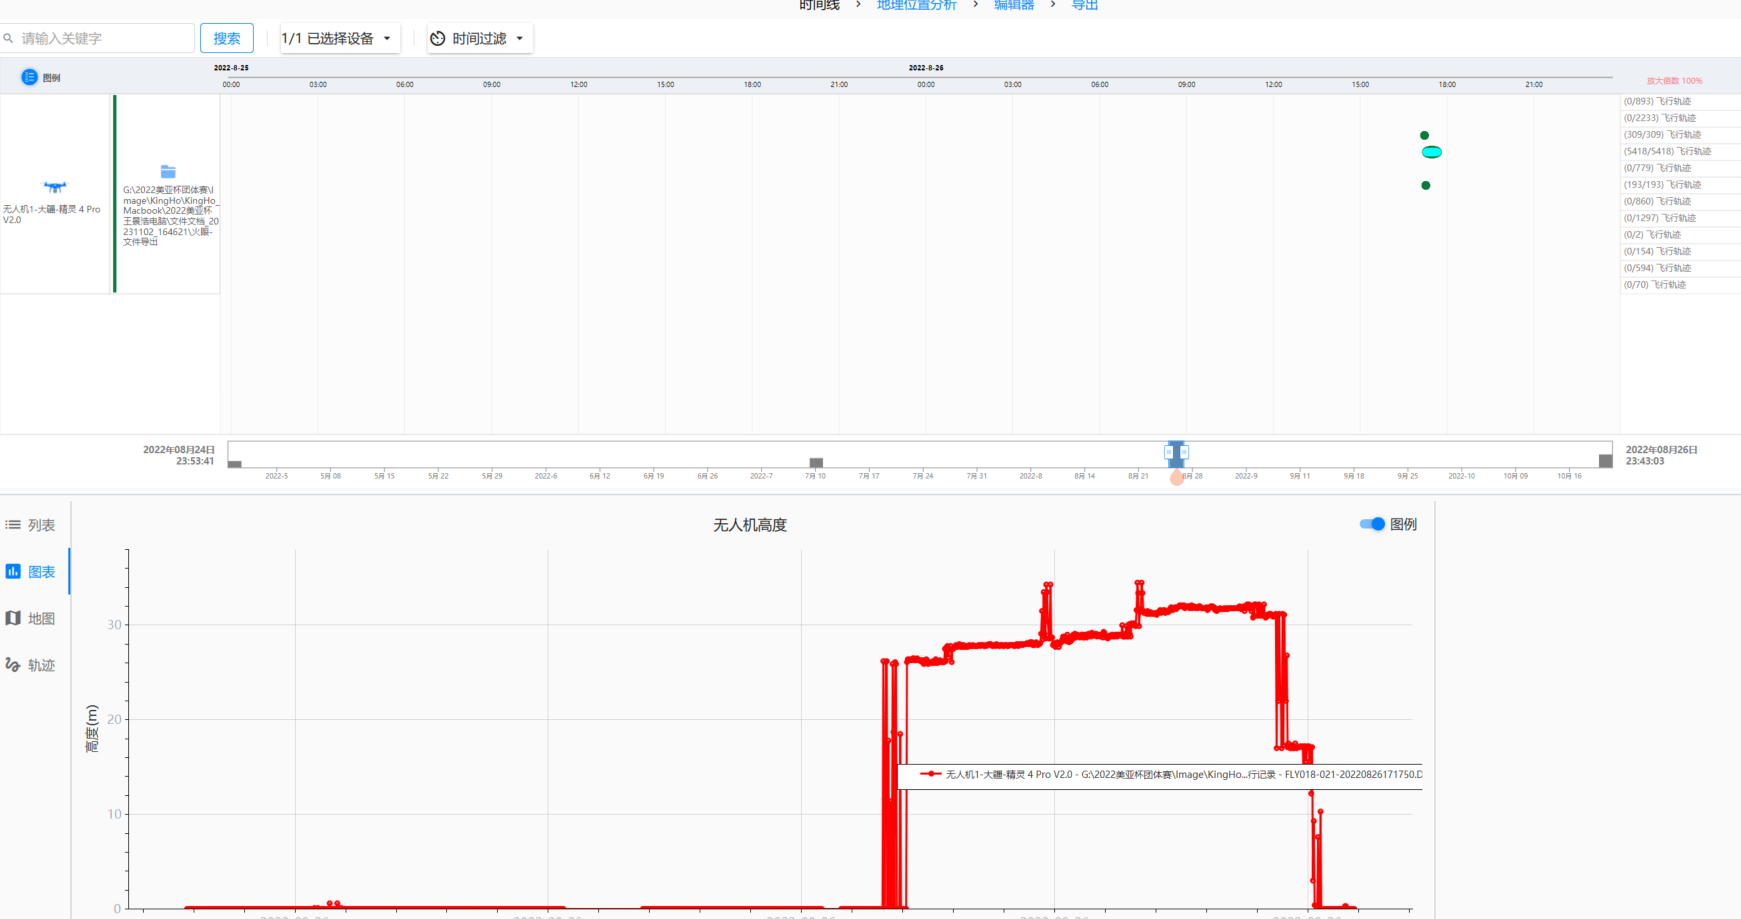 时间线 › 地理位置分析 › 编辑器 › 导出
请输入关键字 搜索 1/1 已选择设备 时间过滤
图例
2022-8-25 2022-8-26
00:00 03:00 06:00 09:00 12:00 15:00 18:00 21:00 00:00 03:00 06:00 09:00 12:00 15:00 18:00 21:00
放大倍数 100%
无人机1-大疆-精灵 4 Pro
V2.0
G:\2022美亚杯团体赛\I
mage\KingHo\KingHo_
Macbook\2022美亚杯
王景浩电脑\文件文档_20
231102_164621\火眼-
文件导出
(0/893) 飞行轨迹
(0/2233) 飞行轨迹
(309/309) 飞行轨迹
(5418/5418) 飞行轨迹
(0/779) 飞行轨迹
(193/193) 飞行轨迹
(0/860) 飞行轨迹
(0/1297) 飞行轨迹
(0/2) 飞行轨迹
(0/154) 飞行轨迹
(0/594) 飞行轨迹
(0/70) 飞行轨迹
2022年08月24日
23:53:41
2022年08月26日
23:43:03
2022-5 5月 08 5月 15 5月 22 5月 29 2022-6 6月 12 6月 19 6月 26 2022-7 7月 10 7月 17 7月 24 7月 31 2022-8 8月 14 8月 21 8月 28 2022-9 9月 11 9月 18 9月 25 2022-10 10月 09 10月 16
列表
图表
地图
轨迹
无人机高度
图例
高度(m)
30
20
10
0
无人机1-大疆-精灵 4 Pro V2.0 - G:\2022美亚杯团体赛\Image\KingHo...行记录 - FLY018-021-20220826171750.D